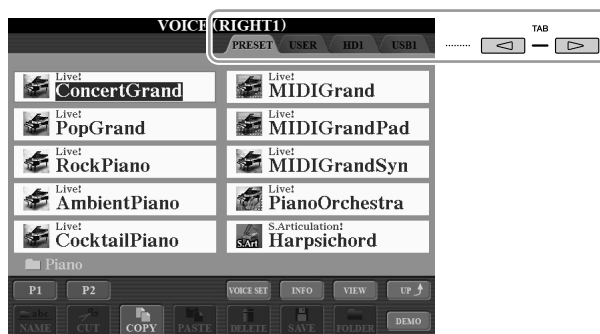 VOICE (RIGHT1)
PRESET USER HD1 USB1
TAB
Live!
ConcertGrand
Live!
MIDIGrand
Live!
PopGrand
Live!
MIDIGrandPad
Live!
RockPiano
Live!
MIDIGrandSyn
Live!
AmbientPiano
Live!
PianoOrchestra
Live!
CocktailPiano
S.Art
S.Articulation!
Harpsichord
Piano
P1 P2 VOICE SET INFO VIEW UP
abc
NAME CUT COPY PASTE DELETE SAVE FOLDER DEMO